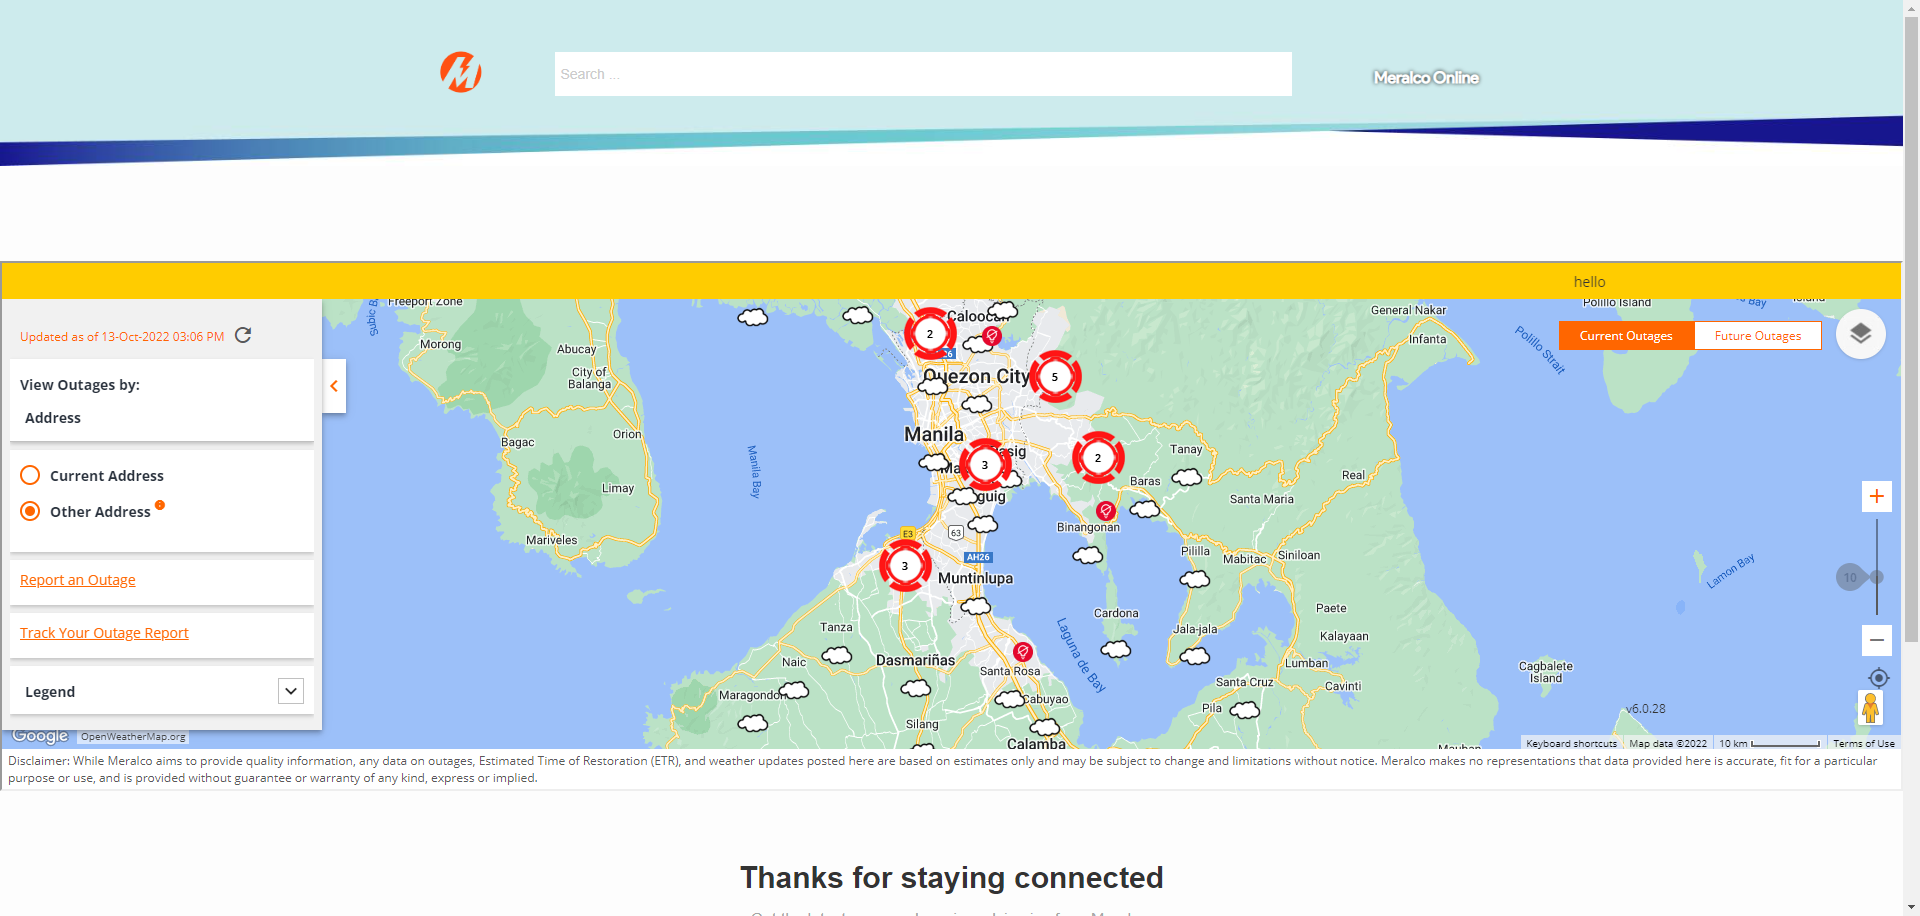 Search ...
Meralco Online
hello
Updated as of 13-Oct-2022 03:06 PM
View Outages by:
Address
Current Address
Other Address
Report an Outage
Track Your Outage Report
Legend
Current Outages
Future Outages
Freeport Zone
Subic
Morong
Abucay
City of
Balanga
Bagac
Orion
Limay
Mariveles
Manila Bay
2
Caloocan
26
Quezon City
5
Manila
3
2
Tanay
Baras
Binangonan
E3
63
AH26
3
Muntinlupa
Pililla
Mabitac
Siniloan
Santa Maria
Real
General Nakar
Infanta
Polillo Strait
Polillo Island
Bay
Lamon Bay
Tanza
Naic
Dasmariñas
Maragondon
Silang
Santa Rosa
Cabuyao
Calamba
Laguna de Bay
Cardona
Jala-jala
Paete
Kalayaan
Lumban
Santa Cruz
Cavinti
Pila
Cagbalete
Island
Mauban
10
v6.0.28
Google
OpenWeatherMap.org
Keyboard shortcuts
Map data ©2022
10 km
Terms of Use
Disclaimer: While Meralco aims to provide quality information, any data on outages, Estimated Time of Restoration (ETR), and weather updates posted here are based on estimates only and may be subject to change and limitations without notice. Meralco makes no representations that data provided here is accurate, fit for a particular
purpose or use, and is provided without guarantee or warranty of any kind, express or implied.
Thanks for staying connected